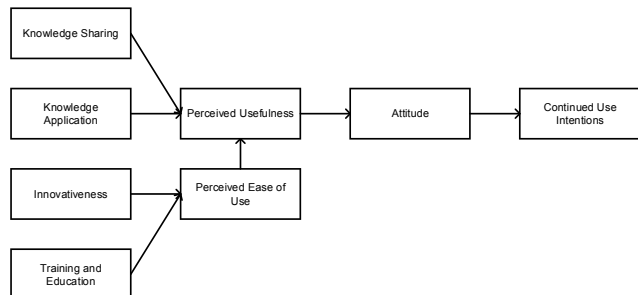 Knowledge Sharing
Knowledge
Application
Perceived Usefulness
Attitude
Continued Use
Intentions
Innovativeness
Perceived Ease of
Use
Training and
Education